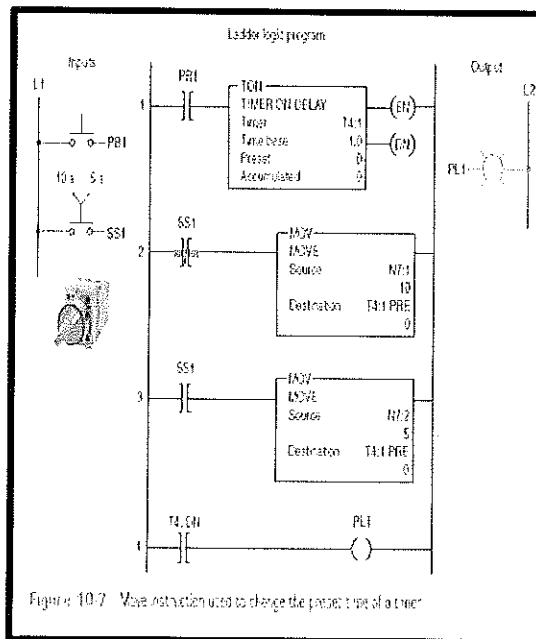 Ladder logic program
Inputs
Output
L1
L2
PB1
TON
TIMER ON DELAY
Timer T4:1
Time base 1.0
Preset 0
Accumulated 0
(EN)
(DN)
1
PB1
PL1
10 s 5 s
SS1
2
SS1
MOV
MOVE
Source N7:1
10
Destination T4:1.PRE
0
3
SS1
MOV
MOVE
Source N7:2
5
Destination T4:1.PRE
0
T4:DN
PL1
Figure 10-7 Move instruction used to change the preset time of a timer